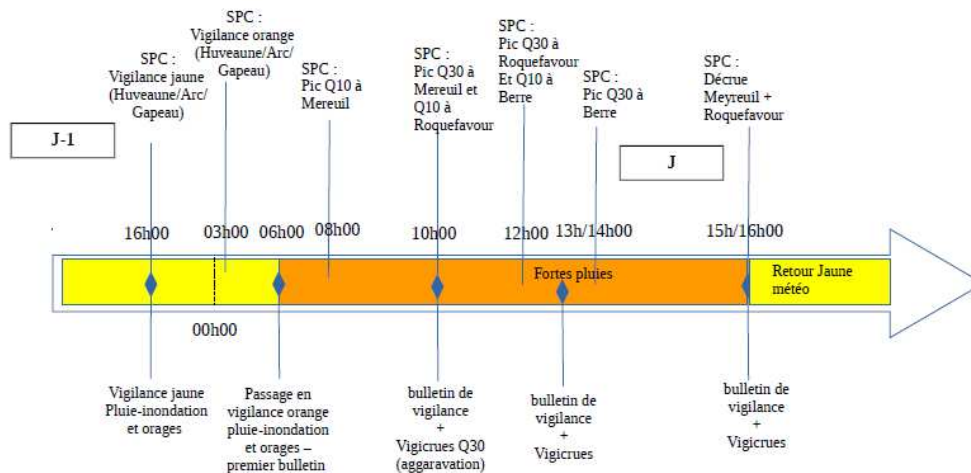 SPC :
Vigilance jaune
(Huveaune/Arc/
Gapeau)
SPC :
Vigilance orange
(Huveaune/Arc/
Gapeau)
SPC :
Pic Q10 à
Mereuil
SPC :
Pic Q30 à
Mereuil et
Q10 à
Roquefavour
SPC :
Pic Q30 à
Roquefavour
Et Q10 à
Berre
SPC :
Pic Q30 à
Berre
SPC :
Décrue
Meyreuil +
Roquefavour
J-1
J
16h00
03h00
06h00
08h00
10h00
12h00
13h/14h00
15h/16h00
Fortes pluies
Retour Jaune
météo
00h00
Vigilance jaune
Pluie-inondation
et orages
Passage en
vigilance orange
pluie-inondation
et orages –
premier bulletin
bulletin de
vigilance
+
Vigicrues Q30
(aggaravation)
bulletin de
vigilance
+
Vigicrues
bulletin de
vigilance
+
Vigicrues